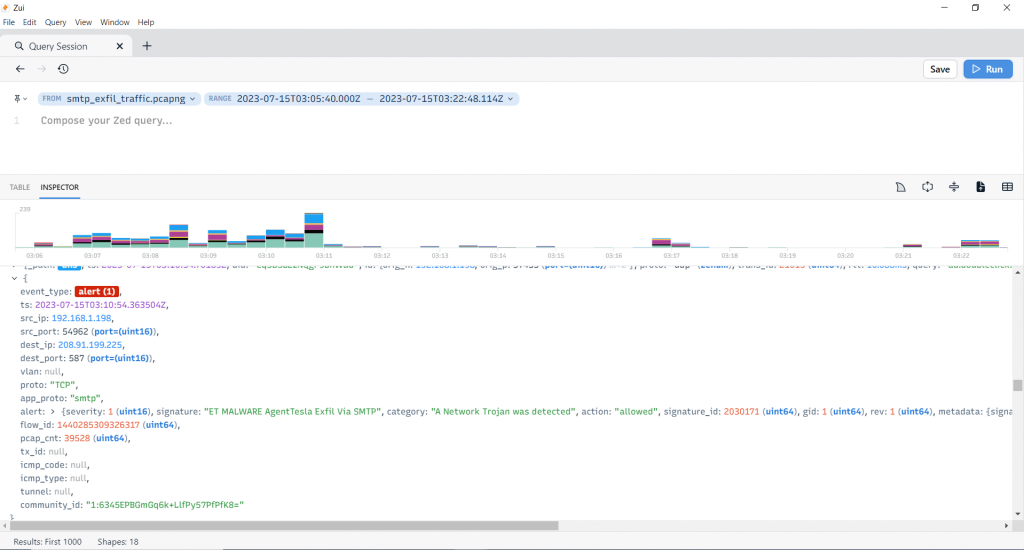 Zui
File Edit Query View Window Help
Query Session
Save Run
FROM smtp_exfil_traffic.pcapng RANGE 2023-07-15T03:05:40.000Z — 2023-07-15T03:22:48.114Z
1 Compose your Zed query...
TABLE INSPECTOR
239
03:06 03:07 03:08 03:09 03:10 03:11 03:12 03:13 03:14 03:15 03:16 03:17 03:18 03:19 03:20 03:21 03:22
{
event_type: alert (1),
ts: 2023-07-15T03:10:54.363504Z,
src_ip: 192.168.1.198,
src_port: 54962 (port=(uint16)),
dest_ip: 208.91.199.225,
dest_port: 587 (port=(uint16)),
vlan: null,
proto: "TCP",
app_proto: "smtp",
alert: > {severity: 1 (uint16), signature: "ET MALWARE AgentTesla Exfil Via SMTP", category: "A Network Trojan was detected", action: "allowed", signature_id: 2030171 (uint64), gid: 1 (uint64), rev: 1 (uint64), metadata: {signa
flow_id: 1440285309326317 (uint64),
pcap_cnt: 39528 (uint64),
tx_id: null,
icmp_code: null,
icmp_type: null,
tunnel: null,
community_id: "1:6345EPBGmGq6k+LlfPy57PfPfK8="
}
Results: First 1000 Shapes: 18